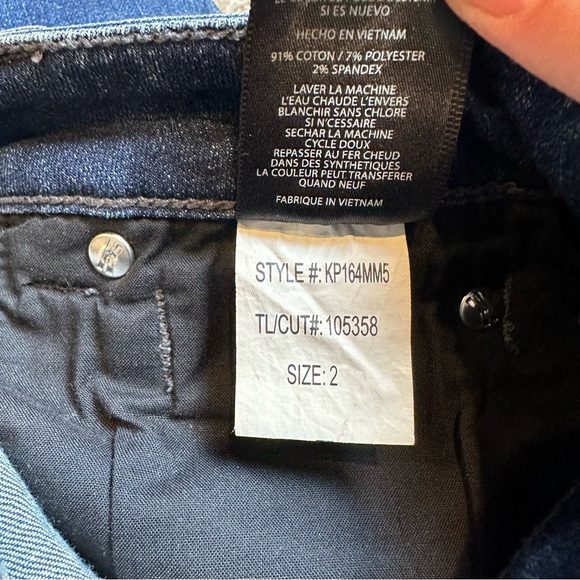 SI ES NUEVO
HECHO EN VIETNAM
91% COTON / 7% POLYESTER
2% SPANDEX
LAVER LA MACHINE
L'EAU CHAUDE L'ENVERS
BLANCHIR SANS CHLORE
SI N'CESSAIRE
SECHAR LA MACHINE
CYCLE DOUX
REPASSER AU FER CHEUD
DANS DES SYNTHETIQUES
LA COULEUR PEUT TRANSFERER
QUAND NEUF
FABRIQUE IN VIETNAM
STYLE #: KP164MM5
TL/CUT#: 105358
SIZE: 2